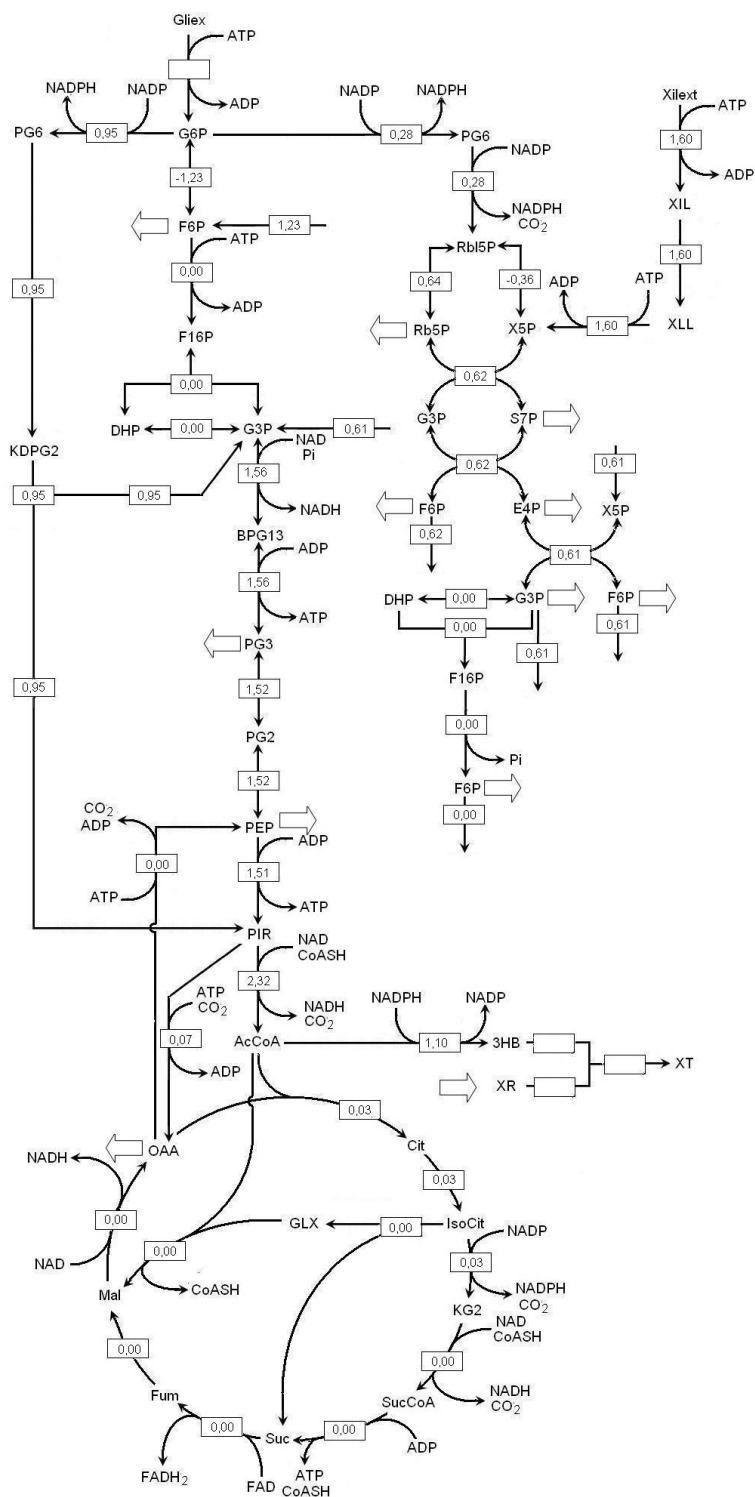 Gliex
ATP
ADP
NADPH
NADP
NADP
NADPH
Xilext
ATP
PG6
0,95
G6P
0,28
PG6
1,60
NADP
ADP
-1,23
0,28
XIL
F6P
1,23
NADPH
CO2
ATP
Rbl5P
1,60
0,00
0,95
0,64
-0,36
ADP
ATP
ADP
F16P
Rb5P
X5P
1,60
XLL
0,00
0,62
DHP
0,00
G3P
0,61
G3P
S7P
KDPG2
NAD
Pi
0,61
0,95
0,95
1,56
0,62
NADH
F6P
E4P
X5P
BPG13
0,62
ADP
0,61
1,56
DHP
0,00
G3P
F6P
ATP
0,00
0,61
PG3
0,61
F16P
0,95
1,52
0,00
PG2
Pi
1,52
F6P
CO2
ADP
0,00
PEP
ADP
0,00
1,51
ATP
ATP
PIR
NAD
CoASH
2,32
ATP
CO2
NADPH
NADP
NADH
CO2
0,07
AcCoA
1,10
3HB
XT
ADP
XR
0,03
OAA
Cit
NADH
0,03
0,00
GLX
0,00
IsoCit
NADP
NAD
0,00
0,03
Mal
CoASH
NADPH
CO2
KG2
NAD
CoASH
0,00
0,00
NADH
CO2
Fum
SucCoA
0,00
Suc
0,00
ADP
FADH2
FAD
ATP
CoASH